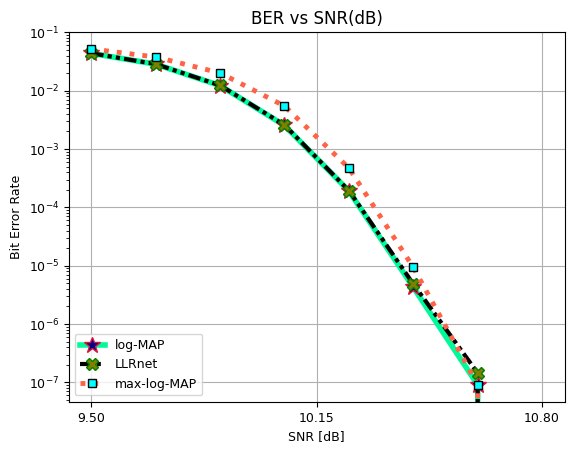 BER vs SNR(dB)
Bit Error Rate
10⁻¹
10⁻²
10⁻³
10⁻⁴
10⁻⁵
10⁻⁶
10⁻⁷
log-MAP
LLRnet
max-log-MAP
9.50 10.15 10.80
SNR [dB]